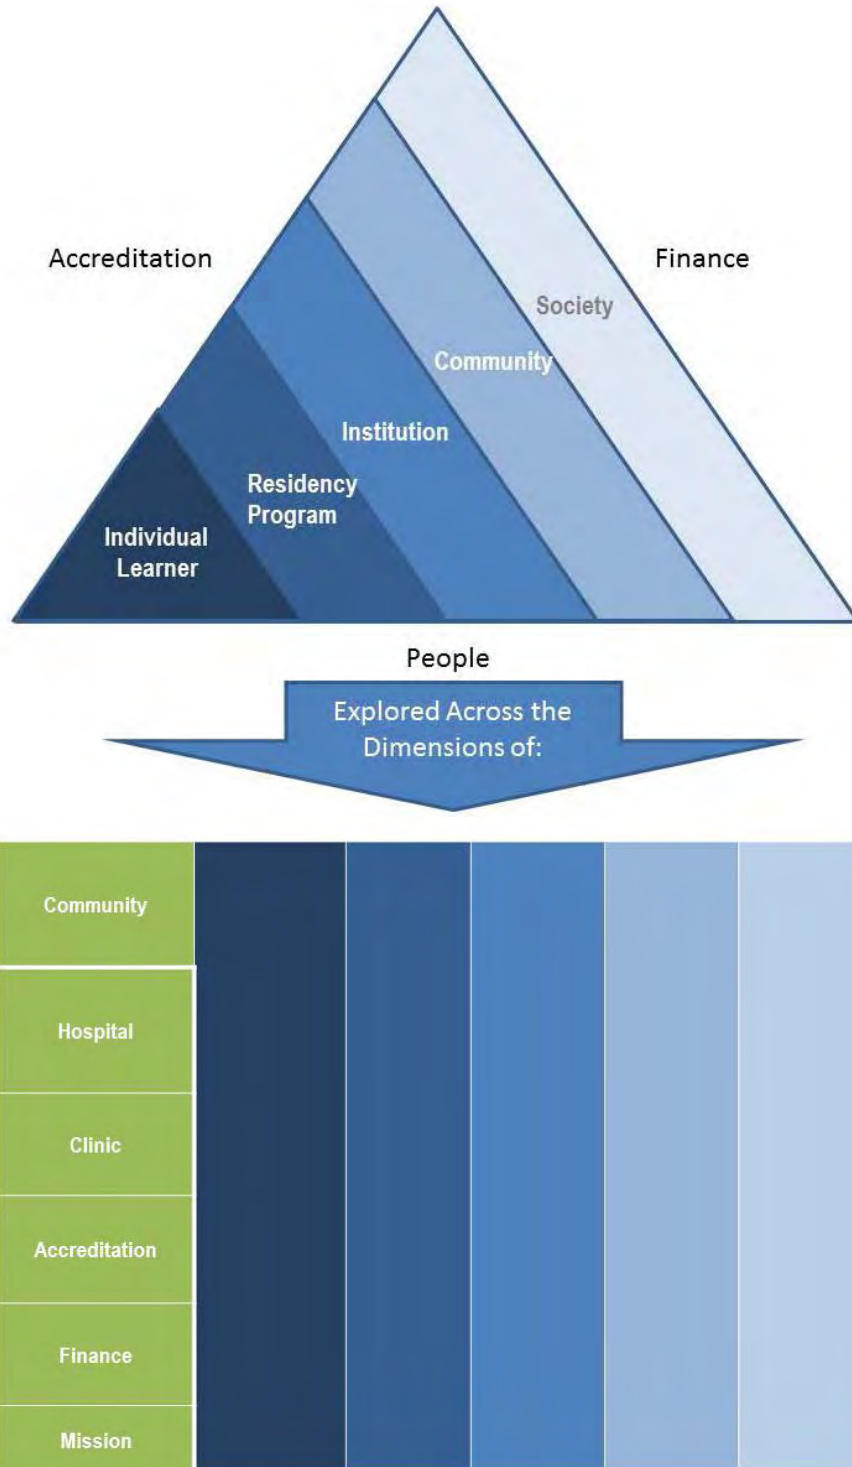 Accreditation
Finance
Society
Community
Institution
Residency
Program
Individual
Learner
People
Explored Across the
Dimensions of:
Community
Hospital
Clinic
Accreditation
Finance
Mission